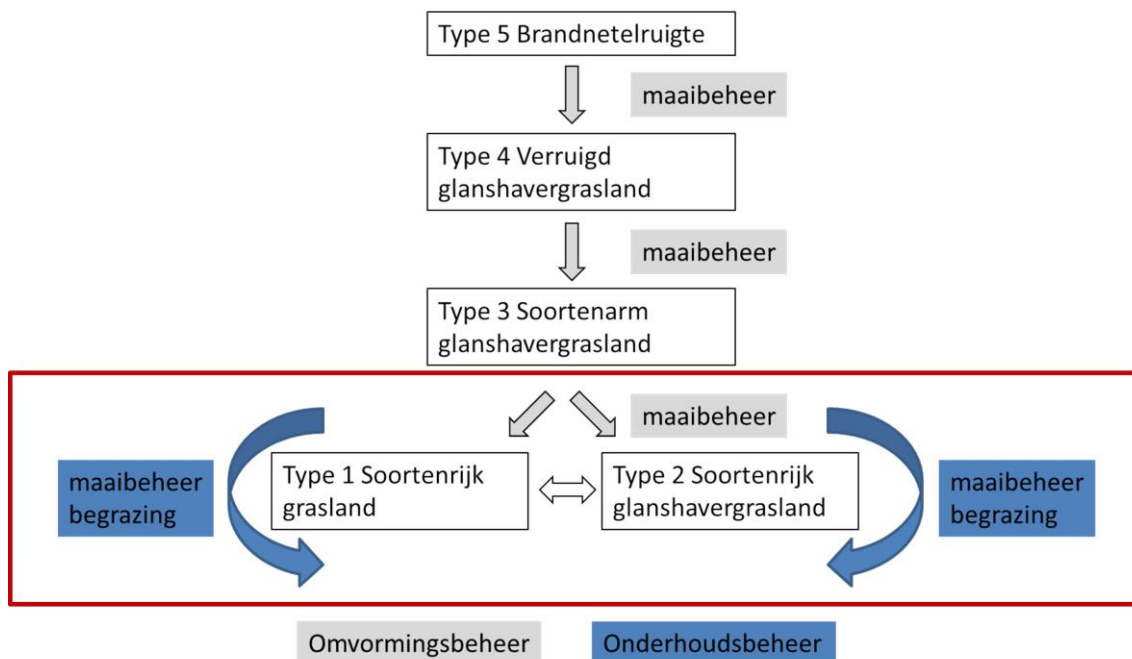 Type 5 Brandnetelruigte
maaibeheer
Type 4 Verruigd
glanshavergrasland
maaibeheer
Type 3 Soortenarm
glanshavergrasland
maaibeheer
maaibeheer
begrazing
Type 1 Soortenrijk
grasland
Type 2 Soortenrijk
glanshavergrasland
maaibeheer
begrazing
Omvormingsbeheer
Onderhoudsbeheer